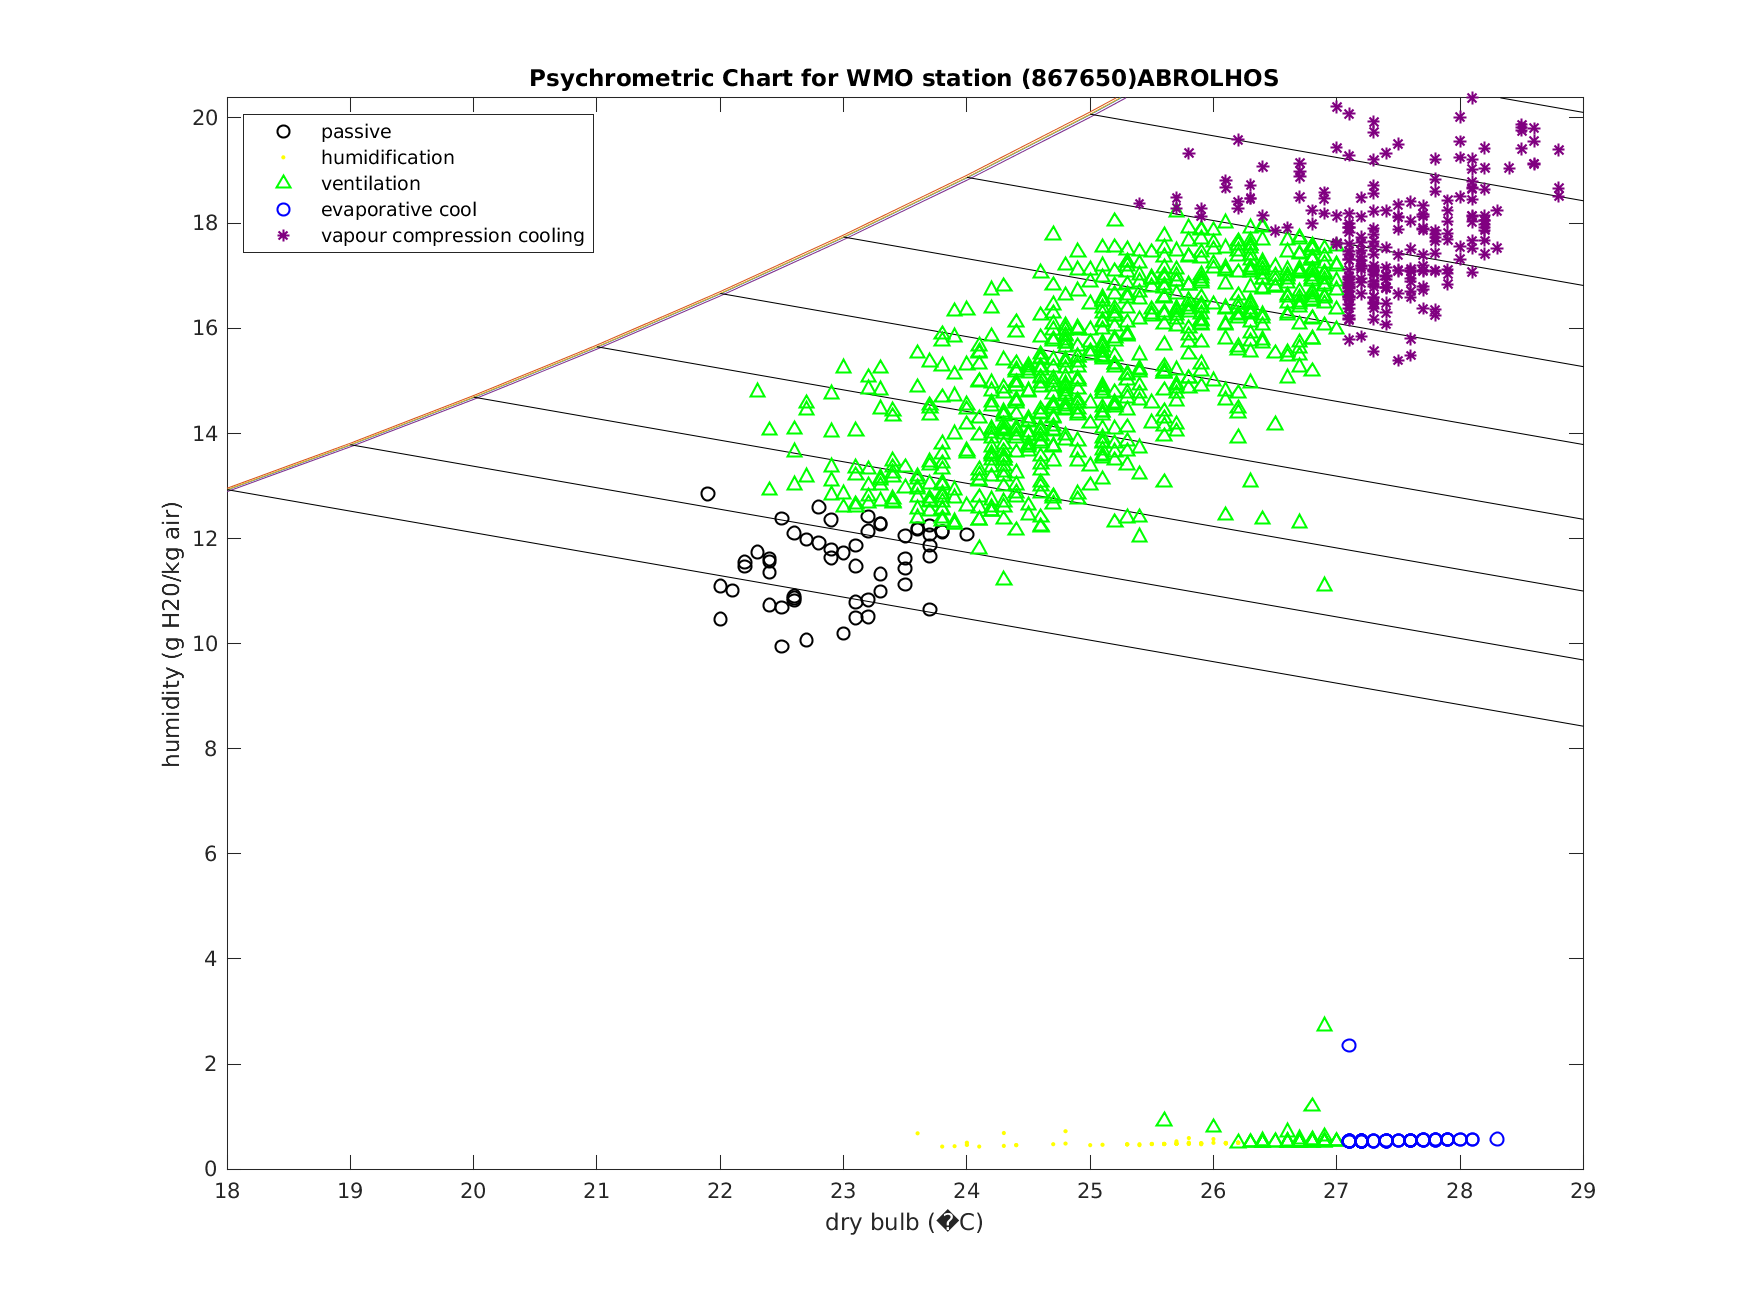 Psychrometric Chart for WMO station (867650)ABROLHOS
passive
humidification
ventilation
evaporative cool
vapour compression cooling
humidity (g H20/kg air)
20
18
16
14
12
10
8
6
4
2
0
18 19 20 21 22 23 24 25 26 27 28 29
dry bulb (�C)